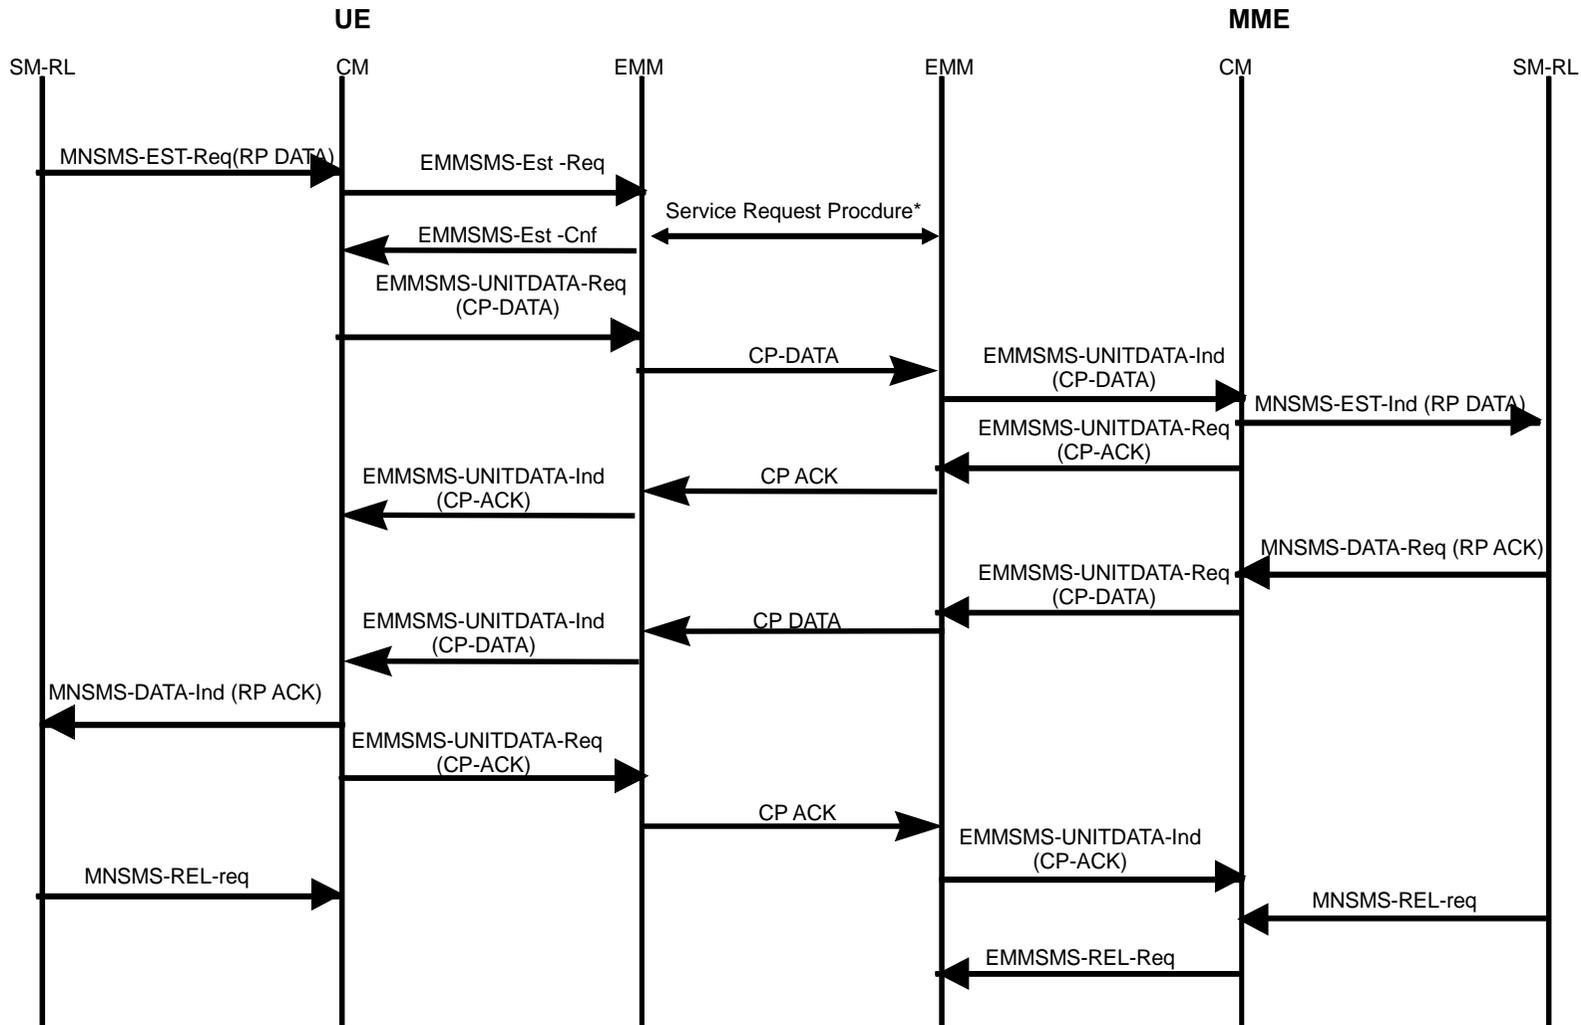 UE MME
SM-RL CM EMM EMM CM SM-RL
MNSMS-EST-Req(RP DATA)
EMMSMS-Est -Req
Service Request Procdure*
EMMSMS-Est -Cnf
EMMSMS-UNITDATA-Req
(CP-DATA)
CP-DATA
EMMSMS-UNITDATA-Ind
(CP-DATA)
MNSMS-EST-Ind (RP DATA)
EMMSMS-UNITDATA-Req
(CP-ACK)
CP ACK
EMMSMS-UNITDATA-Ind
(CP-ACK)
MNSMS-DATA-Req (RP ACK)
EMMSMS-UNITDATA-Req
(CP-DATA)
CP DATA
EMMSMS-UNITDATA-Ind
(CP-DATA)
MNSMS-DATA-Ind (RP ACK)
EMMSMS-UNITDATA-Req
(CP-ACK)
CP ACK
EMMSMS-UNITDATA-Ind
(CP-ACK)
MNSMS-REL-req
MNSMS-REL-req
EMMSMS-REL-Req